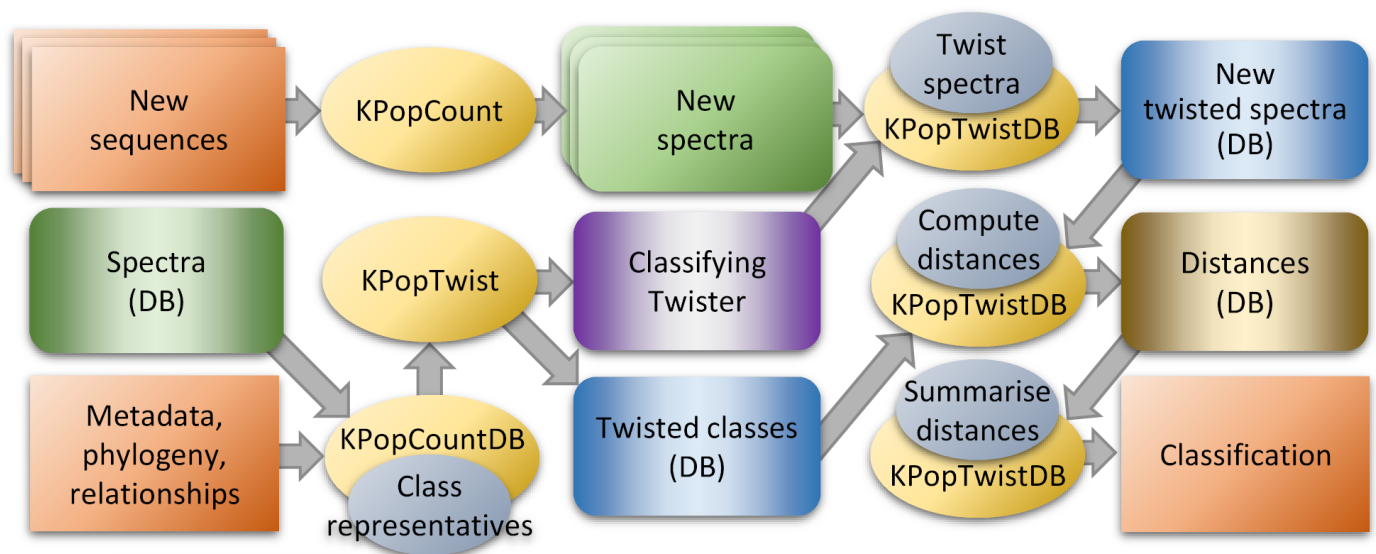 New
sequences
KPopCount
New
spectra
Twist
spectra
KPopTwistDB
New
twisted spectra
(DB)
Spectra
(DB)
KPopTwist
Classifying
Twister
Compute
distances
KPopTwistDB
Distances
(DB)
Metadata,
phylogeny,
relationships
KPopCountDB
Class
representatives
Twisted classes
(DB)
Summarise
distances
KPopTwistDB
Classification